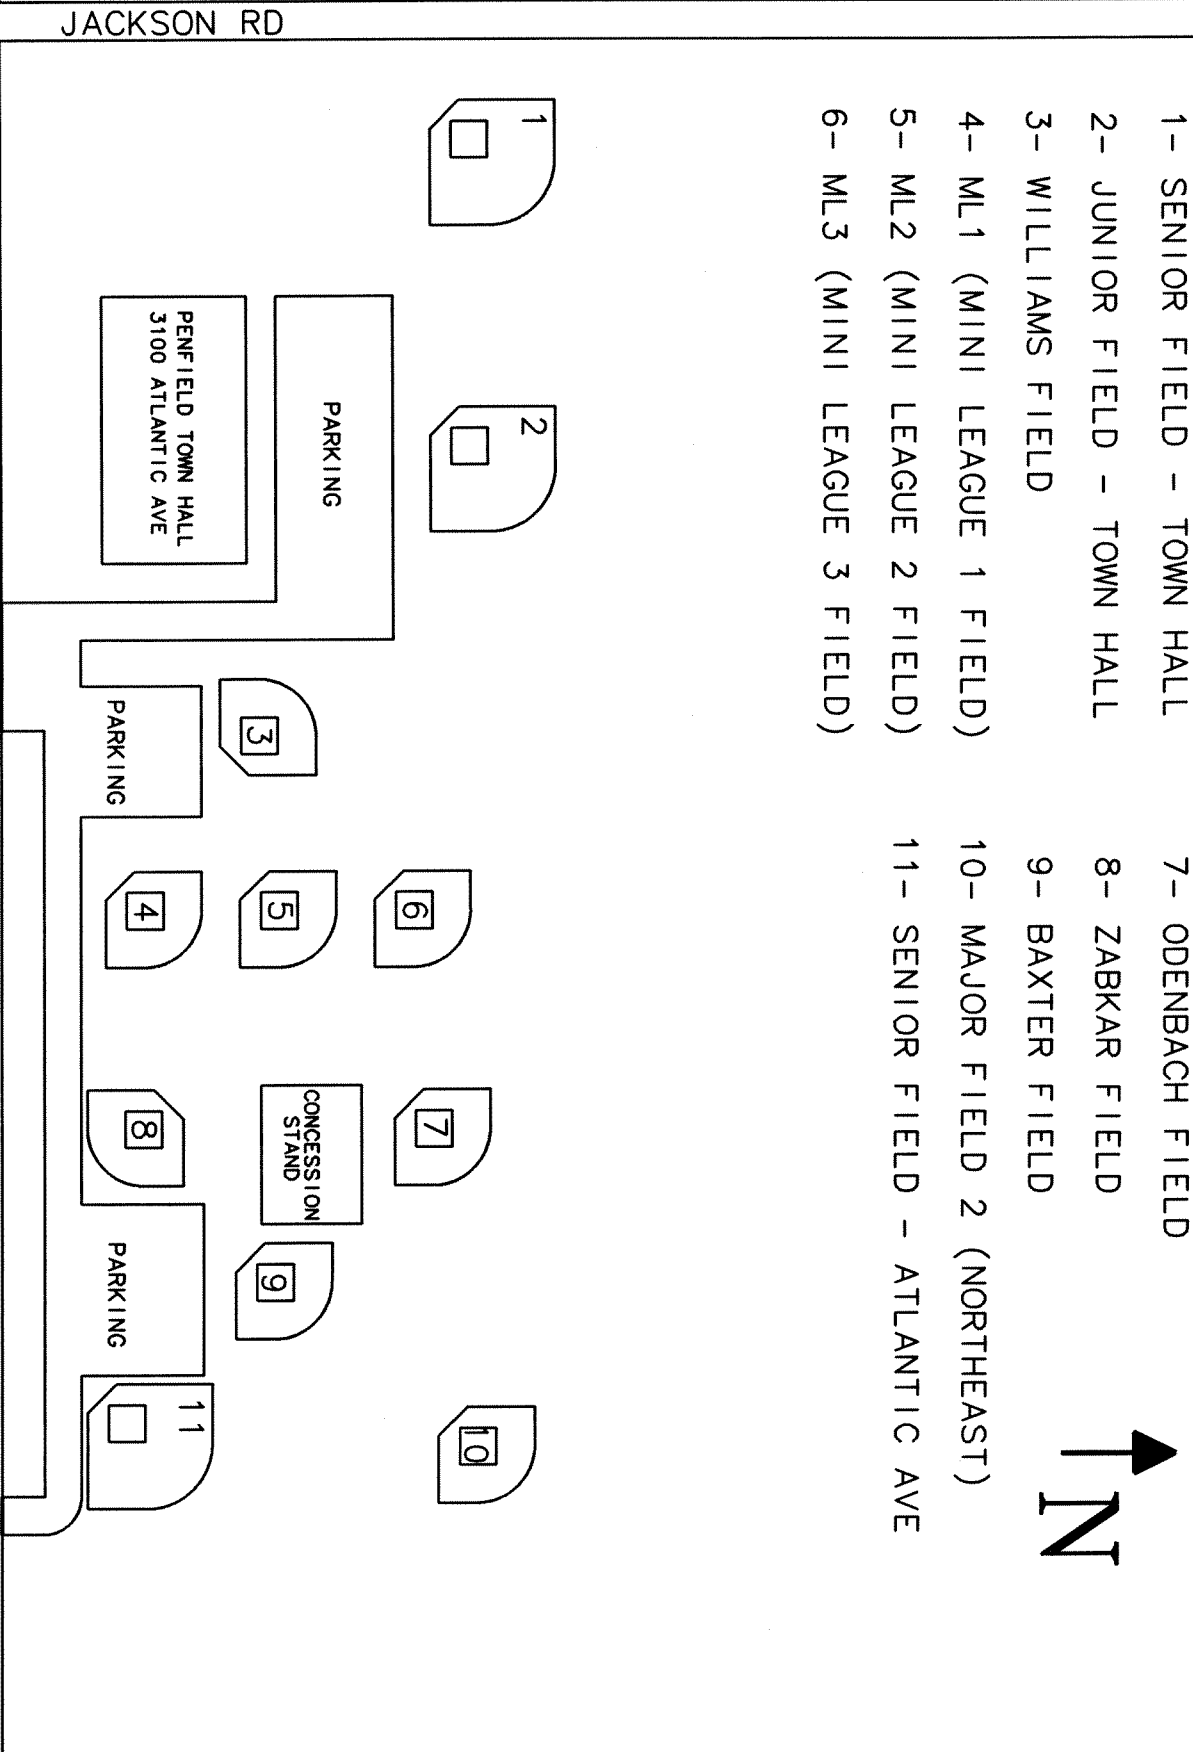 JACKSON RD
1- SENIOR FIELD - TOWN HALL
2- JUNIOR FIELD - TOWN HALL
3- WILLIAMS FIELD
4- ML1 (MINI LEAGUE 1 FIELD)
5- ML2 (MINI LEAGUE 2 FIELD)
6- ML3 (MINI LEAGUE 3 FIELD)
7- ODENBACH FIELD
8- ZABKAR FIELD
9- BAXTER FIELD
10- MAJOR FIELD 2 (NORTHEAST)
11- SENIOR FIELD - ATLANTIC AVE
N
1
2
PARKING
PENFIELD TOWN HALL
3100 ATLANTIC AVE
3
PARKING
6
5
4
7
CONCESSION
STAND
8
9
PARKING
10
11